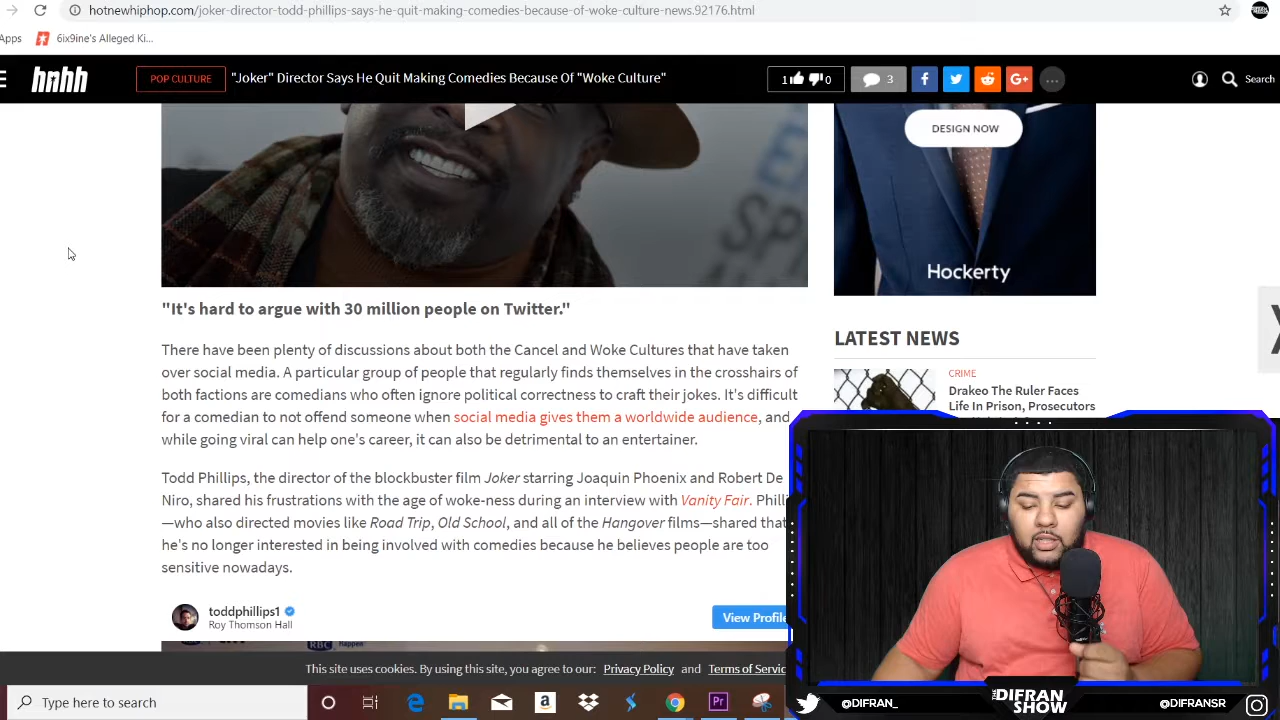 hotnewhiphop.com/joker-director-todd-phillips-says-he-quit-making-comedies-because-of-woke-culture-news.92176.html
Apps 6ix9ine's Alleged Ki...
hnhh POP CULTURE "Joker" Director Says He Quit Making Comedies Because Of "Woke Culture" 1 0 3 f G+ ... Search
DESIGN NOW
Hockerty
"It's hard to argue with 30 million people on Twitter."
There have been plenty of discussions about both the Cancel and Woke Cultures that have taken
over social media. A particular group of people that regularly finds themselves in the crosshairs of
both factions are comedians who often ignore political correctness to craft their jokes. It's difficult
for a comedian to not offend someone when social media gives them a worldwide audience, and
while going viral can help one's career, it can also be detrimental to an entertainer.
Todd Phillips, the director of the blockbuster film Joker starring Joaquin Phoenix and Robert De
Niro, shared his frustrations with the age of woke-ness during an interview with Vanity Fair. Philli
—who also directed movies like Road Trip, Old School, and all of the Hangover films—shared that
he's no longer interested in being involved with comedies because he believes people are too
sensitive nowadays.
toddphillips1
Roy Thomson Hall
View Profile
RBC
LATEST NEWS
CRIME
Drakeo The Ruler Faces
Life In Prison, Prosecutors
This site uses cookies. By using this site, you agree to our: Privacy Policy and Terms of Servic
Type here to search
Pr
@DIFRAN_
THE
DIFRAN
SHOW
@DIFRANSR